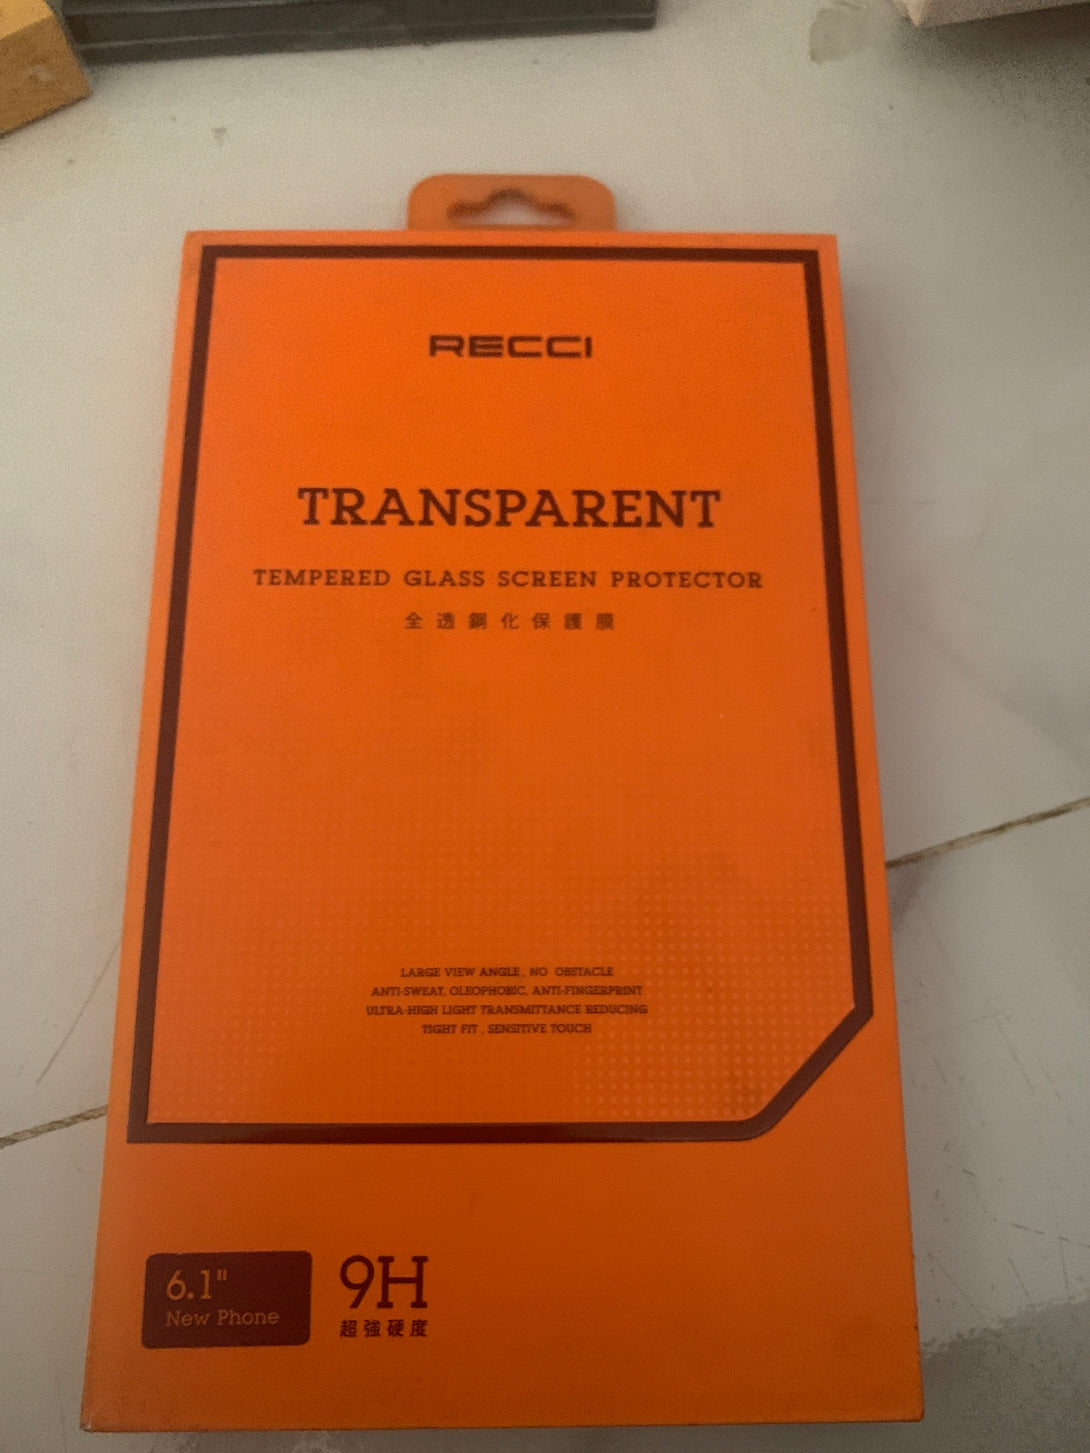 RECCI
TRANSPARENT
TEMPERED GLASS SCREEN PROTECTOR
全透鋼化保護膜
LARGE VIEW ANGLE , NO OBSTACLE
ANTI-SWEAT, OLEOPHOBIC, ANTI-FINGERPRINT
ULTRA-HIGH LIGHT TRANSMITTANCE REDUCING
TIGHT FIT , SENSITIVE TOUCH
6.1"
New Phone
9H
超強硬度